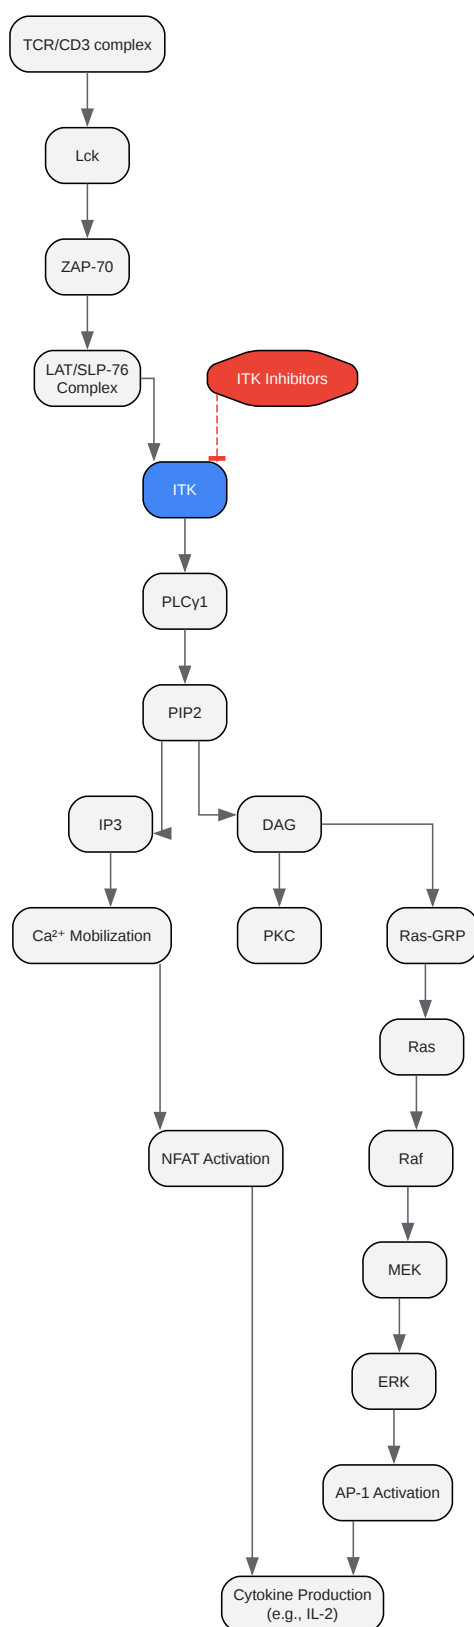 TCR/CD3 complex
Lck
ZAP-70
LAT/SLP-76
Complex
ITK Inhibitors
ITK
PLCγ1
PIP2
IP3
DAG
Ca²⁺ Mobilization
PKC
Ras-GRP
Ras
NFAT Activation
Raf
MEK
ERK
AP-1 Activation
Cytokine Production
(e.g., IL-2)